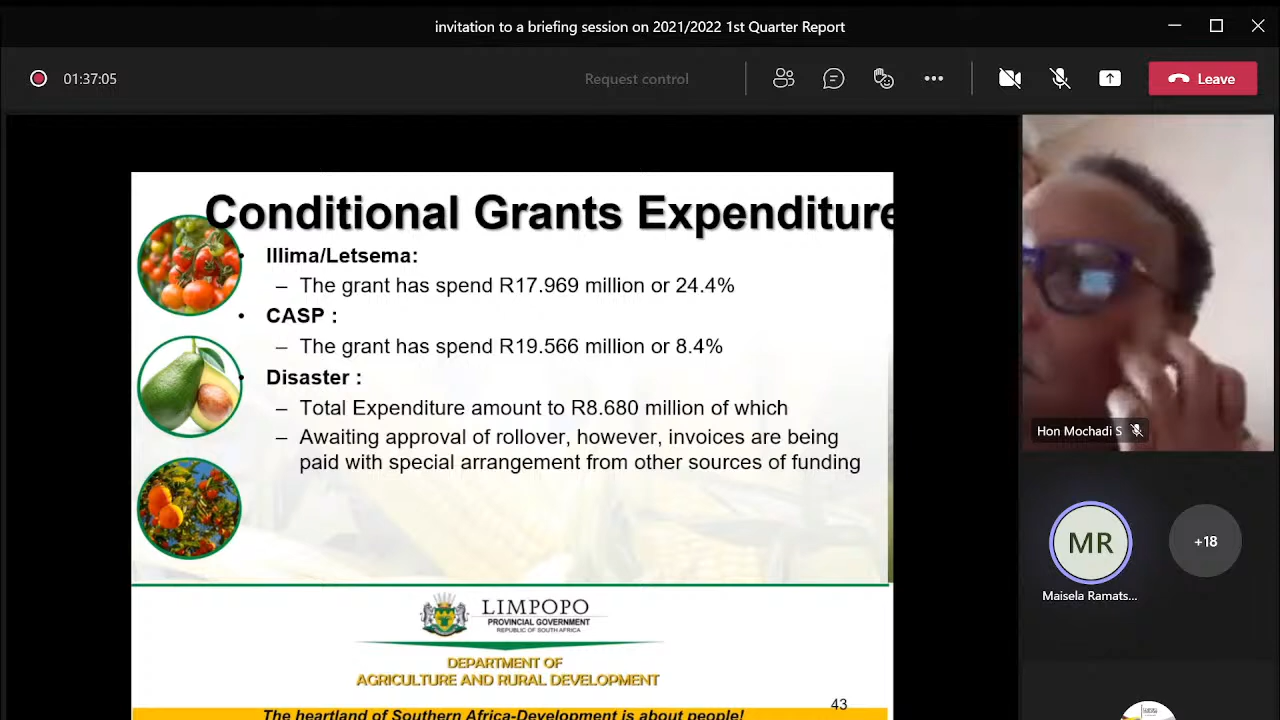 invitation to a briefing session on 2021/2022 1st Quarter Report
01:37:05
Request control
Leave
Conditional Grants Expenditure
• Illima/Letsema:
– The grant has spend R17.969 million or 24.4%
• CASP :
– The grant has spend R19.566 million or 8.4%
• Disaster :
– Total Expenditure amount to R8.680 million of which
– Awaiting approval of rollover, however, invoices are being
paid with special arrangement from other sources of funding
LIMPOPO
PROVINCIAL GOVERNMENT
REPUBLIC OF SOUTH AFRICA
DEPARTMENT OF
AGRICULTURE AND RURAL DEVELOPMENT
43
The heartland of Southern Africa-Development is about people!
Hon Mochadi S
MR
+18
Maisela Ramats...